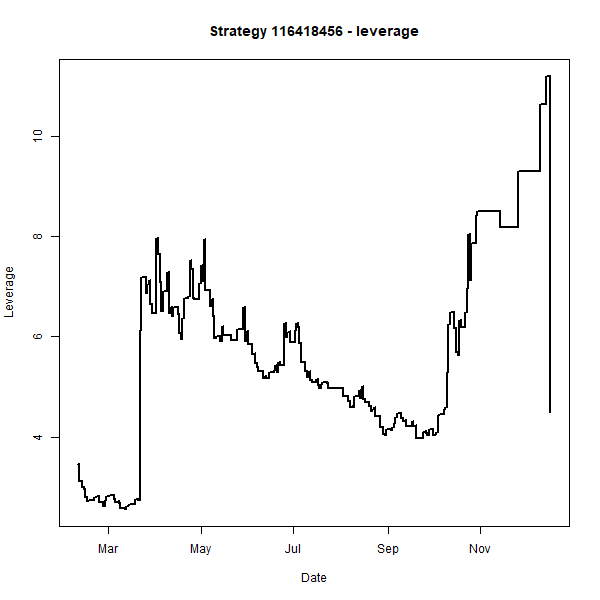 Strategy 116418456 - leverage
Leverage
10
8
6
4
Mar May Jul Sep Nov
Date